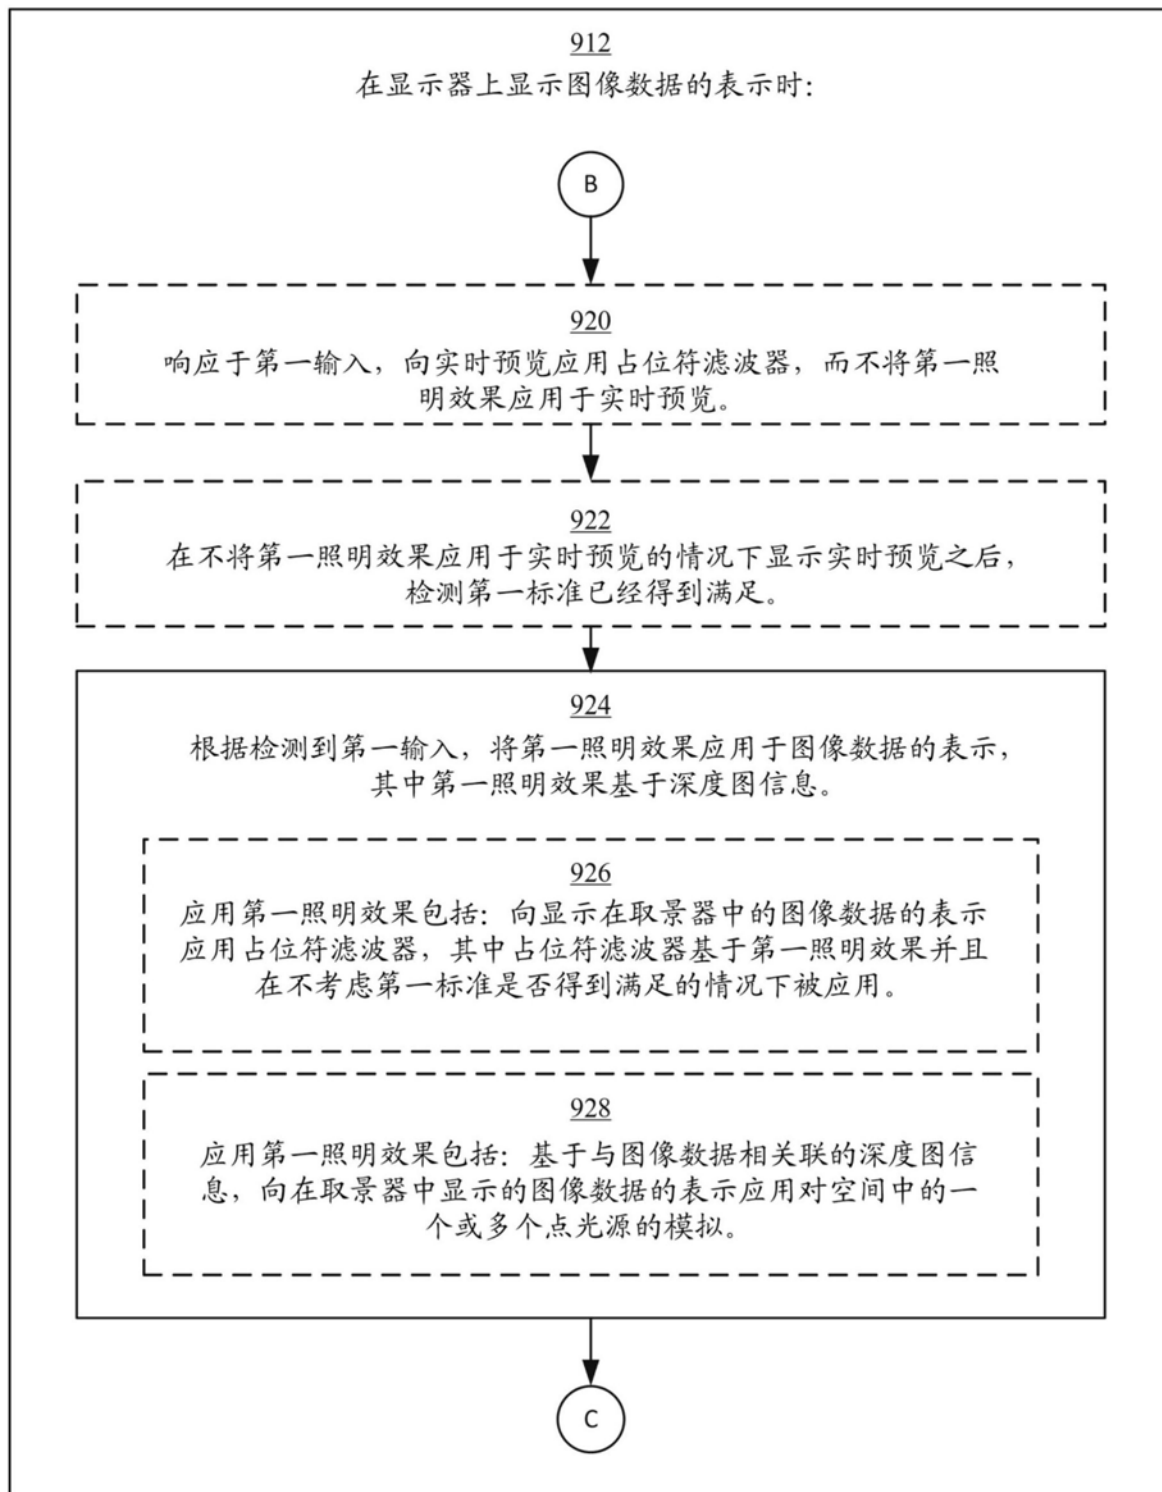 912
在显示器上显示图像数据的表示时：
B
920
响应于第一输入，向实时预览应用占位符滤波器，而不将第一照
明效果应用于实时预览。
922
在不将第一照明效果应用于实时预览的情况下显示实时预览之后，
检测第一标准已经得到满足。
924
根据检测到第一输入，将第一照明效果应用于图像数据的表示，
其中第一照明效果基于深度图信息。
926
应用第一照明效果包括：向显示在取景器中的图像数据的表示
应用占位符滤波器，其中占位符滤波器基于第一照明效果并且
在不考虑第一标准是否得到满足的情况下被应用。
928
应用第一照明效果包括：基于与图像数据相关联的深度图信
息，向在取景器中显示的图像数据的表示应用对空间中的一
个或多个点光源的模拟。
C